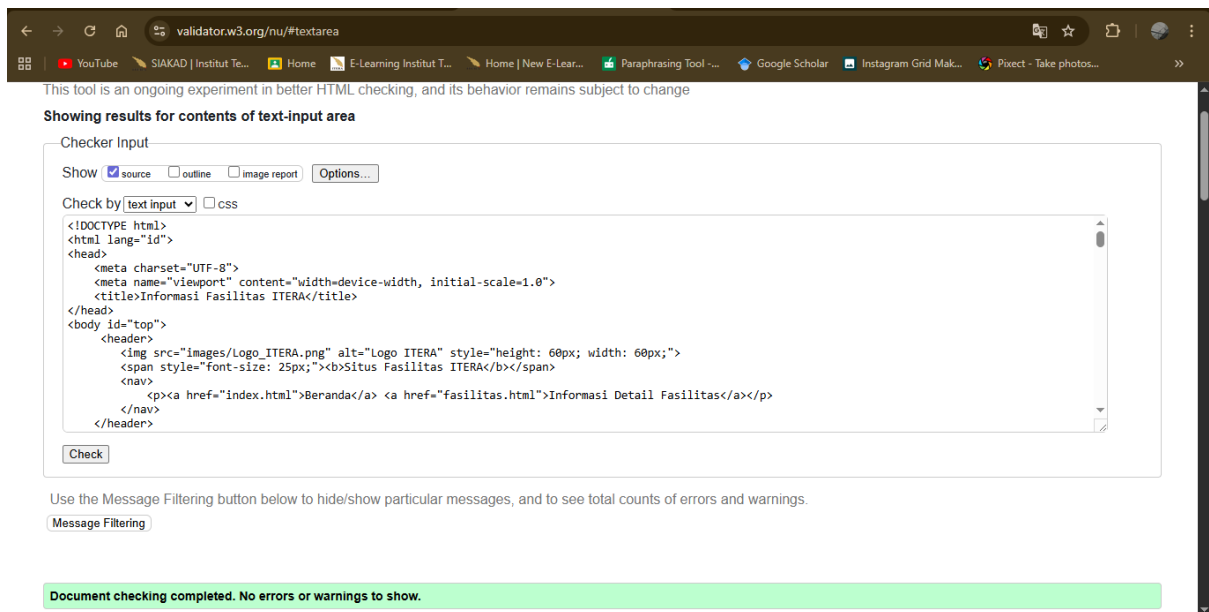 validator.w3.org/nu/#textarea
YouTube SIAKAD | Institut Te... Home E-Learning Institut T... Home | New E-Lear... Paraphrasing Tool -... Google Scholar Instagram Grid Mak... Pixect - Take photos... »
This tool is an ongoing experiment in better HTML checking, and its behavior remains subject to change
Showing results for contents of text-input area
Checker Input
Show source outline image report Options...
Check by text input css
<!DOCTYPE html>
<html lang="id">
<head>
<meta charset="UTF-8">
<meta name="viewport" content="width=device-width, initial-scale=1.0">
<title>Informasi Fasilitas ITERA</title>
</head>
<body id="top">
<header>
<img src="images/Logo_ITERA.png" alt="Logo ITERA" style="height: 60px; width: 60px;">
<span style="font-size: 25px;"><b>Situs Fasilitas ITERA</b></span>
<nav>
<p><a href="index.html">Beranda</a> <a href="fasilitas.html">Informasi Detail Fasilitas</a></p>
</nav>
</header>
Check
Use the Message Filtering button below to hide/show particular messages, and to see total counts of errors and warnings.
Message Filtering
Document checking completed. No errors or warnings to show.